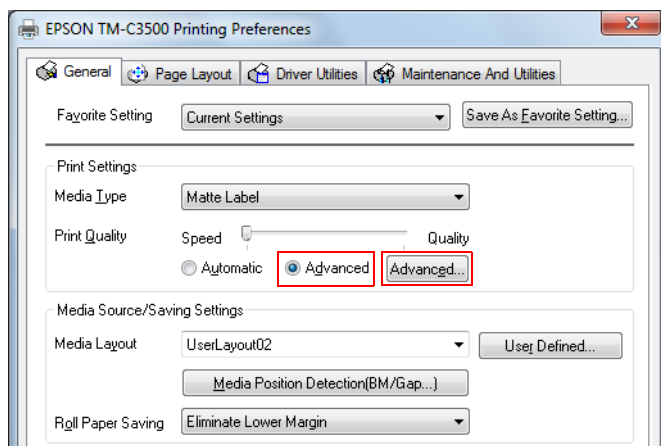 EPSON TM-C3500 Printing Preferences
General Page Layout Driver Utilities Maintenance And Utilities
Favorite Setting Current Settings Save As Favorite Setting...
Print Settings
Media Type Matte Label
Print Quality Speed Quality
Automatic Advanced Advanced...
Media Source/Saving Settings
Media Layout UserLayout02 User Defined...
Media Position Detection(BM/Gap...)
Roll Paper Saving Eliminate Lower Margin